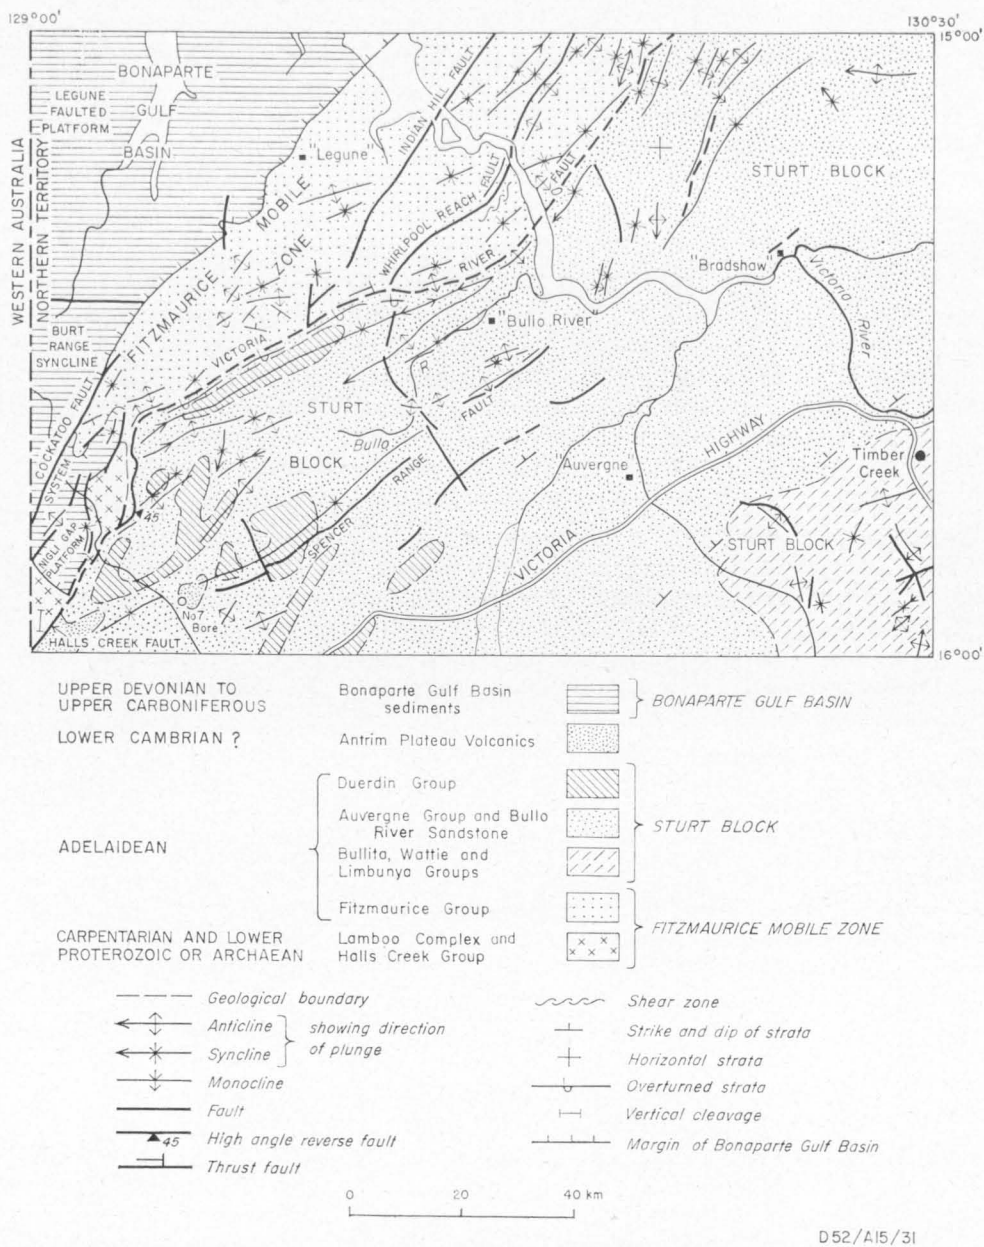 129°00'
130°30'
15°00'
BONAPARTE
GULF
BASIN
LEGUNE
FAULTED
PLATFORM
WESTERN AUSTRALIA
NORTHERN TERRITORY
"Legune"
INDIAN HILL FAULT
WHIRLPOOL REACH FAULT
FITZMAURICE MOBILE ZONE
VICTORIA RIVER FAULT
STURT BLOCK
"Bradshaw"
Victoria River
"Bullo River"
BURT
RANGE
SYNCLINE
COCKATOO FAULT SYSTEM
STURT
BLOCK
Bullo
R
SPENCER RANGE FAULT
"Auvergne"
VICTORIA HIGHWAY
Timber
Creek
STURT BLOCK
45
NIGLI GAP
PLATFORM
No7
Bore
HALLS CREEK FAULT
16°00'
UPPER DEVONIAN TO
UPPER CARBONIFEROUS
Bonaparte Gulf Basin
sediments
BONAPARTE GULF BASIN
LOWER CAMBRIAN ?
Antrim Plateau Volcanics
ADELAIDEAN
Duerdin Group
Auvergne Group and Bullo
River Sandstone
STURT BLOCK
Bullita, Wattie and
Limbunya Groups
Fitzmaurice Group
FITZMAURICE MOBILE ZONE
CARPENTARIAN AND LOWER
PROTEROZOIC OR ARCHAEAN
Lamboo Complex and
Halls Creek Group
Geological boundary
Anticline
Syncline
showing direction
of plunge
Monocline
Fault
45
High angle reverse fault
Thrust fault
Shear zone
Strike and dip of strata
Horizontal strata
Overturned strata
Vertical cleavage
Margin of Bonaparte Gulf Basin
0 20 40 km
D52/A15/31